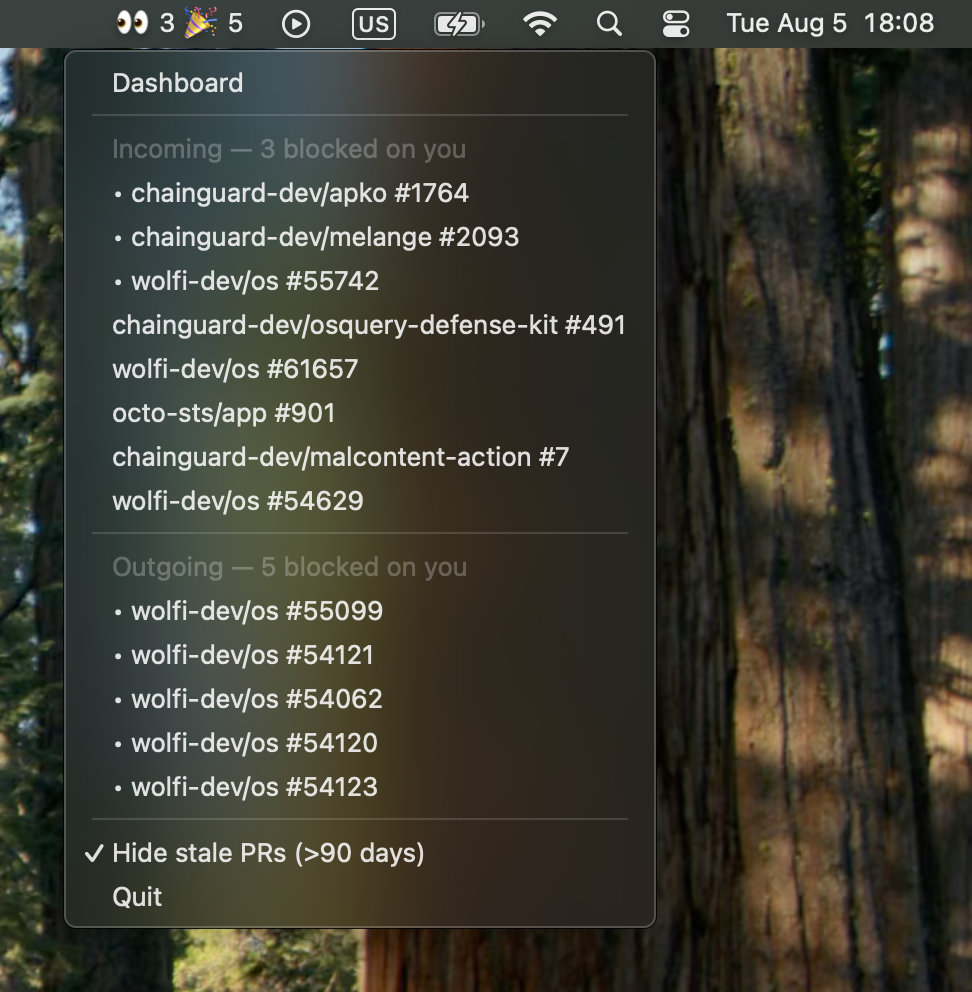 👀 3 🎉 5 US Tue Aug 5 18:08
Dashboard
Incoming — 3 blocked on you
• chainguard-dev/apko #1764
• chainguard-dev/melange #2093
• wolfi-dev/os #55742
chainguard-dev/osquery-defense-kit #491
wolfi-dev/os #61657
octo-sts/app #901
chainguard-dev/malcontent-action #7
wolfi-dev/os #54629
Outgoing — 5 blocked on you
• wolfi-dev/os #55099
• wolfi-dev/os #54121
• wolfi-dev/os #54062
• wolfi-dev/os #54120
• wolfi-dev/os #54123
✓ Hide stale PRs (>90 days)
Quit